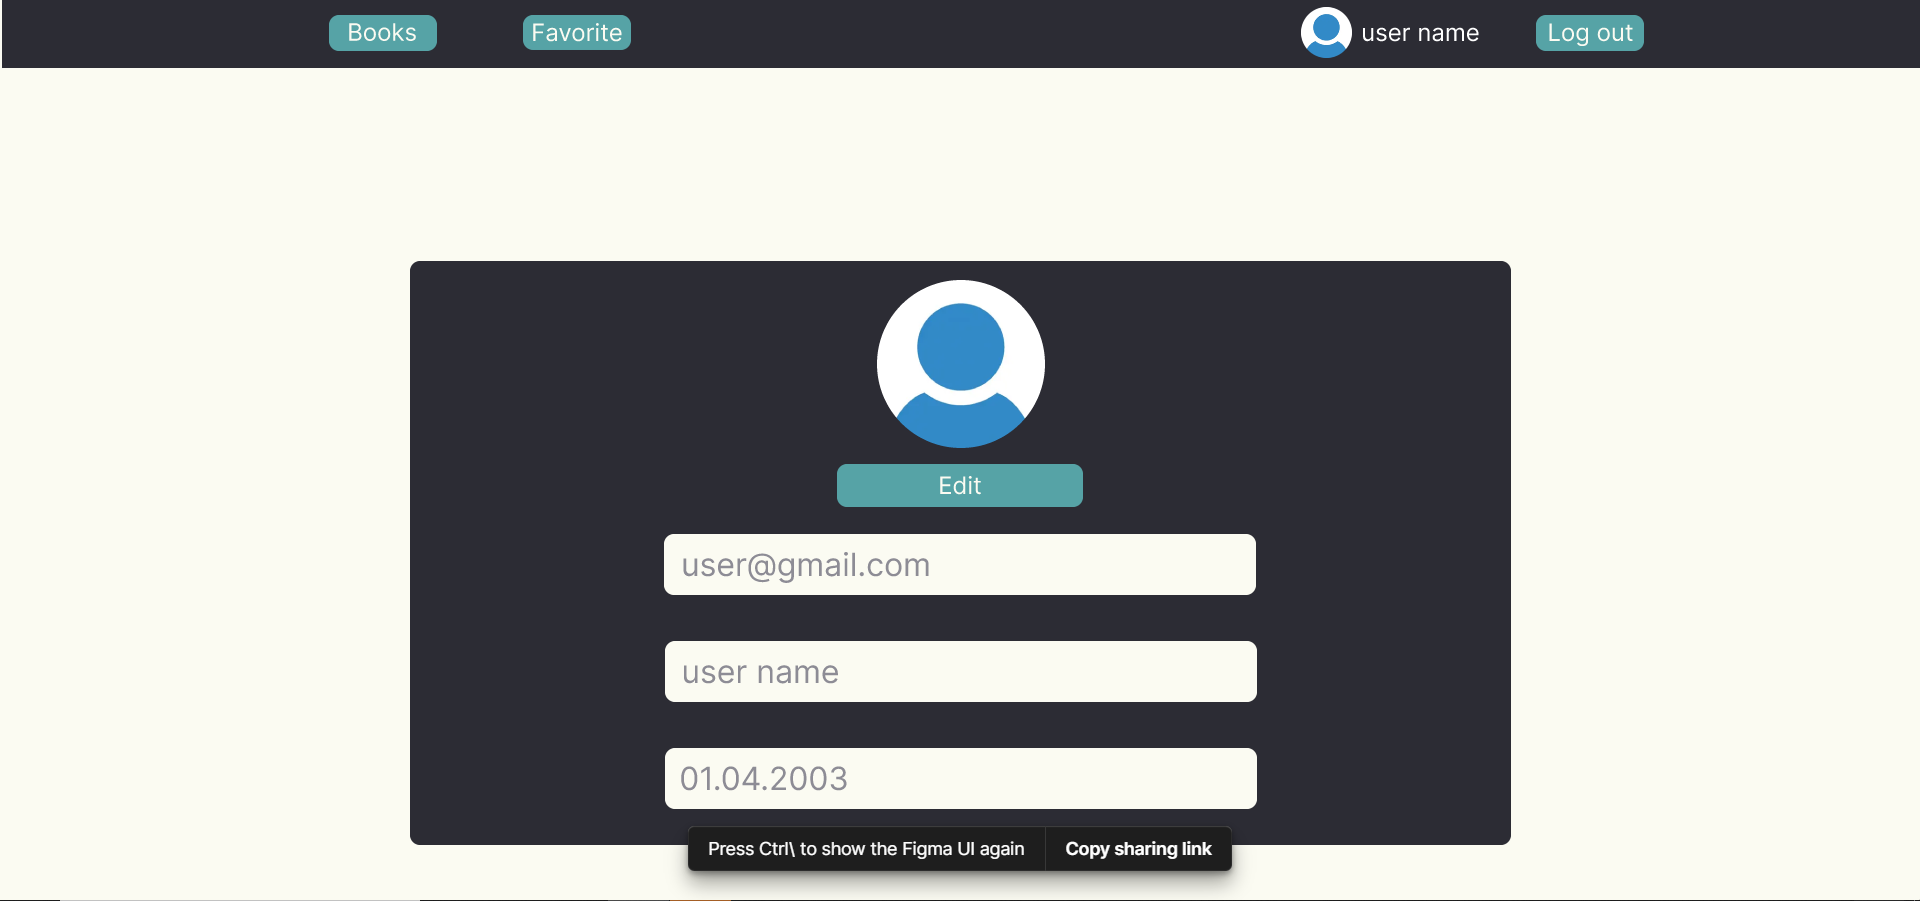 Books Favorite user name Log out
Edit
user@gmail.com
user name
01.04.2003
Press Ctrl\ to show the Figma UI again Copy sharing link